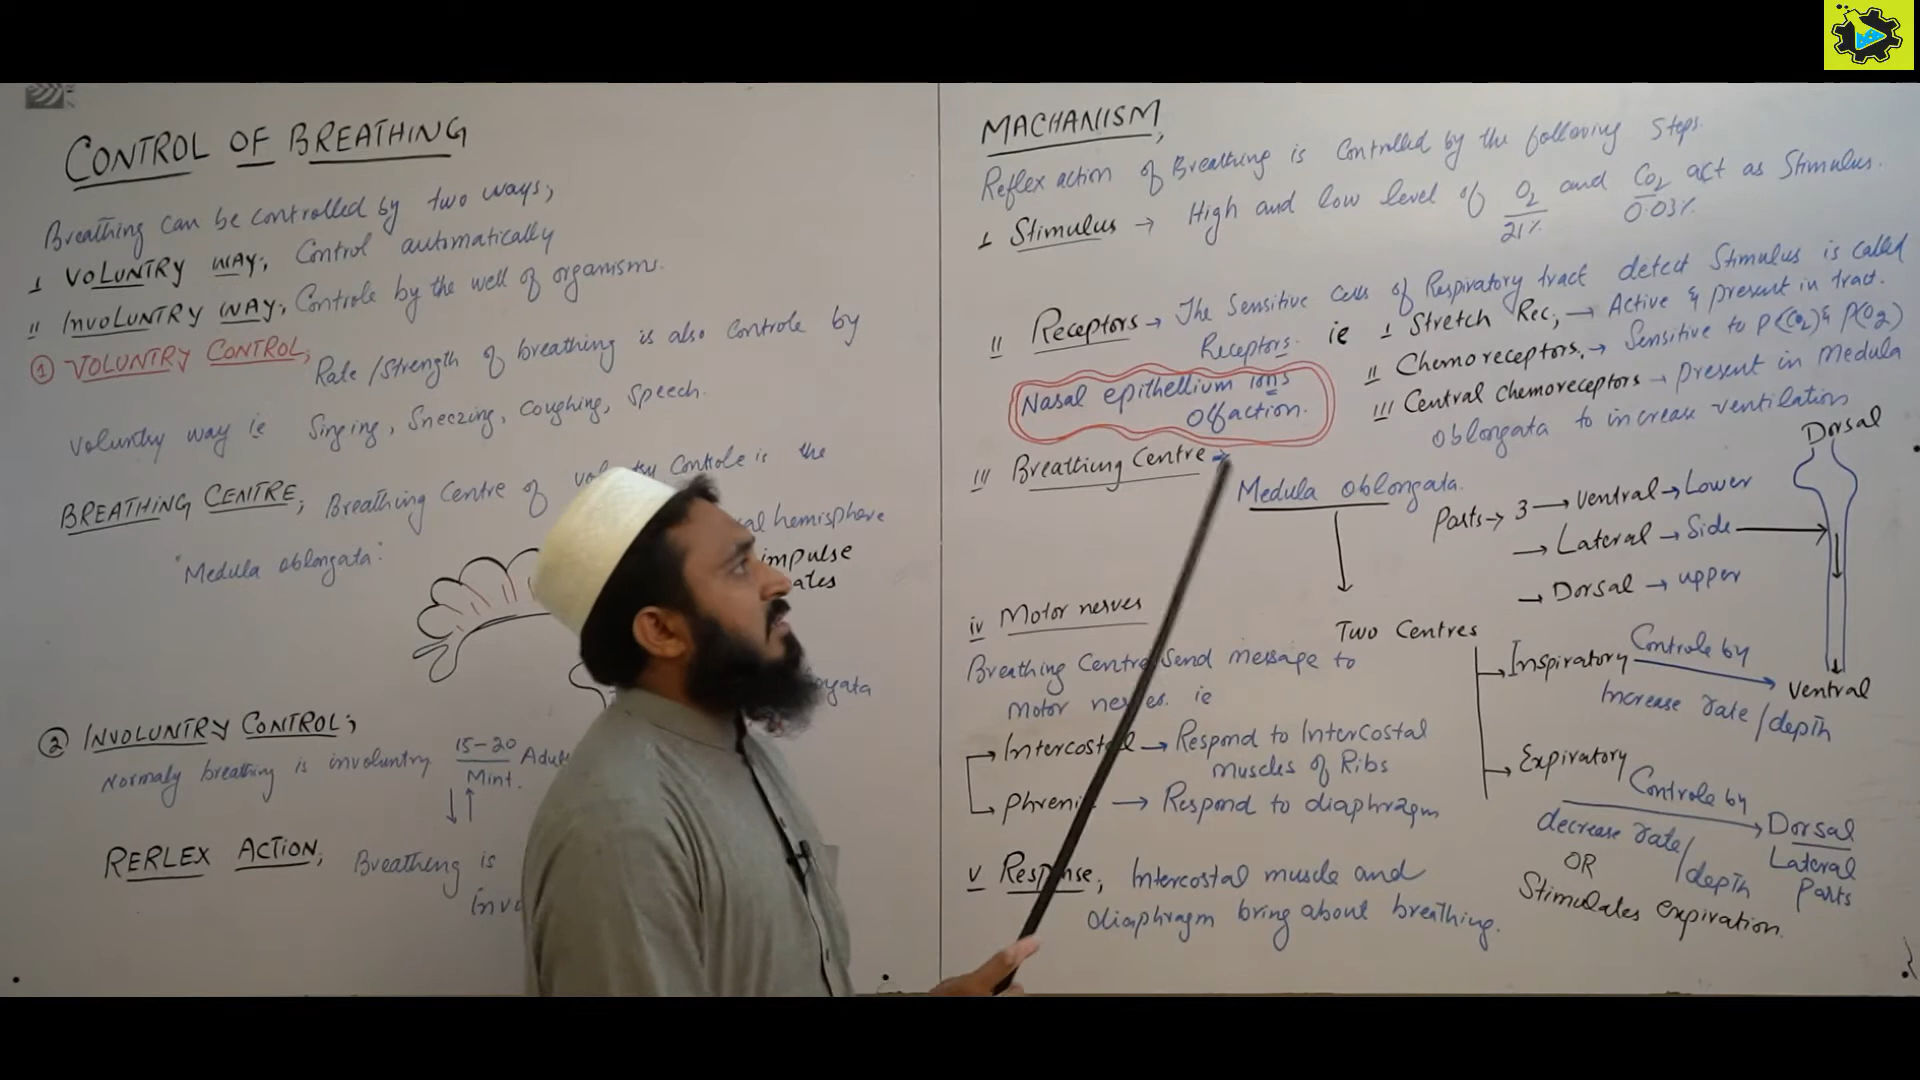 CONTROL OF BREATHING
Breathing can be controlled by two ways;
I VOLUNTRY WAY; Control automatically
II INVOLUNTRY WAY; Controle by the well of organisms.
① VOLUNTRY CONTROL;
Rate/Strength of breathing is also controle by
voluntry way ie Singing, Sneezing, Coughing, Speech.
BREATHING CENTRE; Breathing Centre of voluntry Controle is the
hemisphere
"Medula oblongata"
impulse
② INVOLUNTRY CONTROL;
Normaly breathing is involuntry 15-20
Mint.
RERLEX ACTION; Breathing is
MACHANISM;
Reflex action of Breathing is Controlled by the following Steps.
I Stimulus → High and low level of O2 and CO2 act as Stimulus.
21% 0.03%
II Receptors → The Sensitive Cells of Respiratory tract detect Stimulus is called
Receptors. ie I Stretch Rec; → Active & present in tract.
II Chemoreceptors. → Sensitive to P(CO2) & P(O2)
III Central chemoreceptors → present in Medula
oblongata to increase ventilation
Nasal epithellium ions
olfaction.
III Breathing Centre →
Medula oblongata.
Parts → 3 → Ventral → Lower
→ Lateral → Side
→ Dorsal → upper
Dorsal
Ventral
Two Centres
Inspiratory Controle by
Increase rate/depth
Expiratory Controle by Dorsal
Lateral
Parts
decrease rate/depth
OR
Stimulates expiration.
iv Motor nerves
Breathing Centre Send message to
Motor nerves. ie
Intercostal → Respond to Intercostal
Muscles of Ribs
Phrenic → Respond to diaphragm
V Response; Intercostal muscle and
diaphragm bring about breathing.